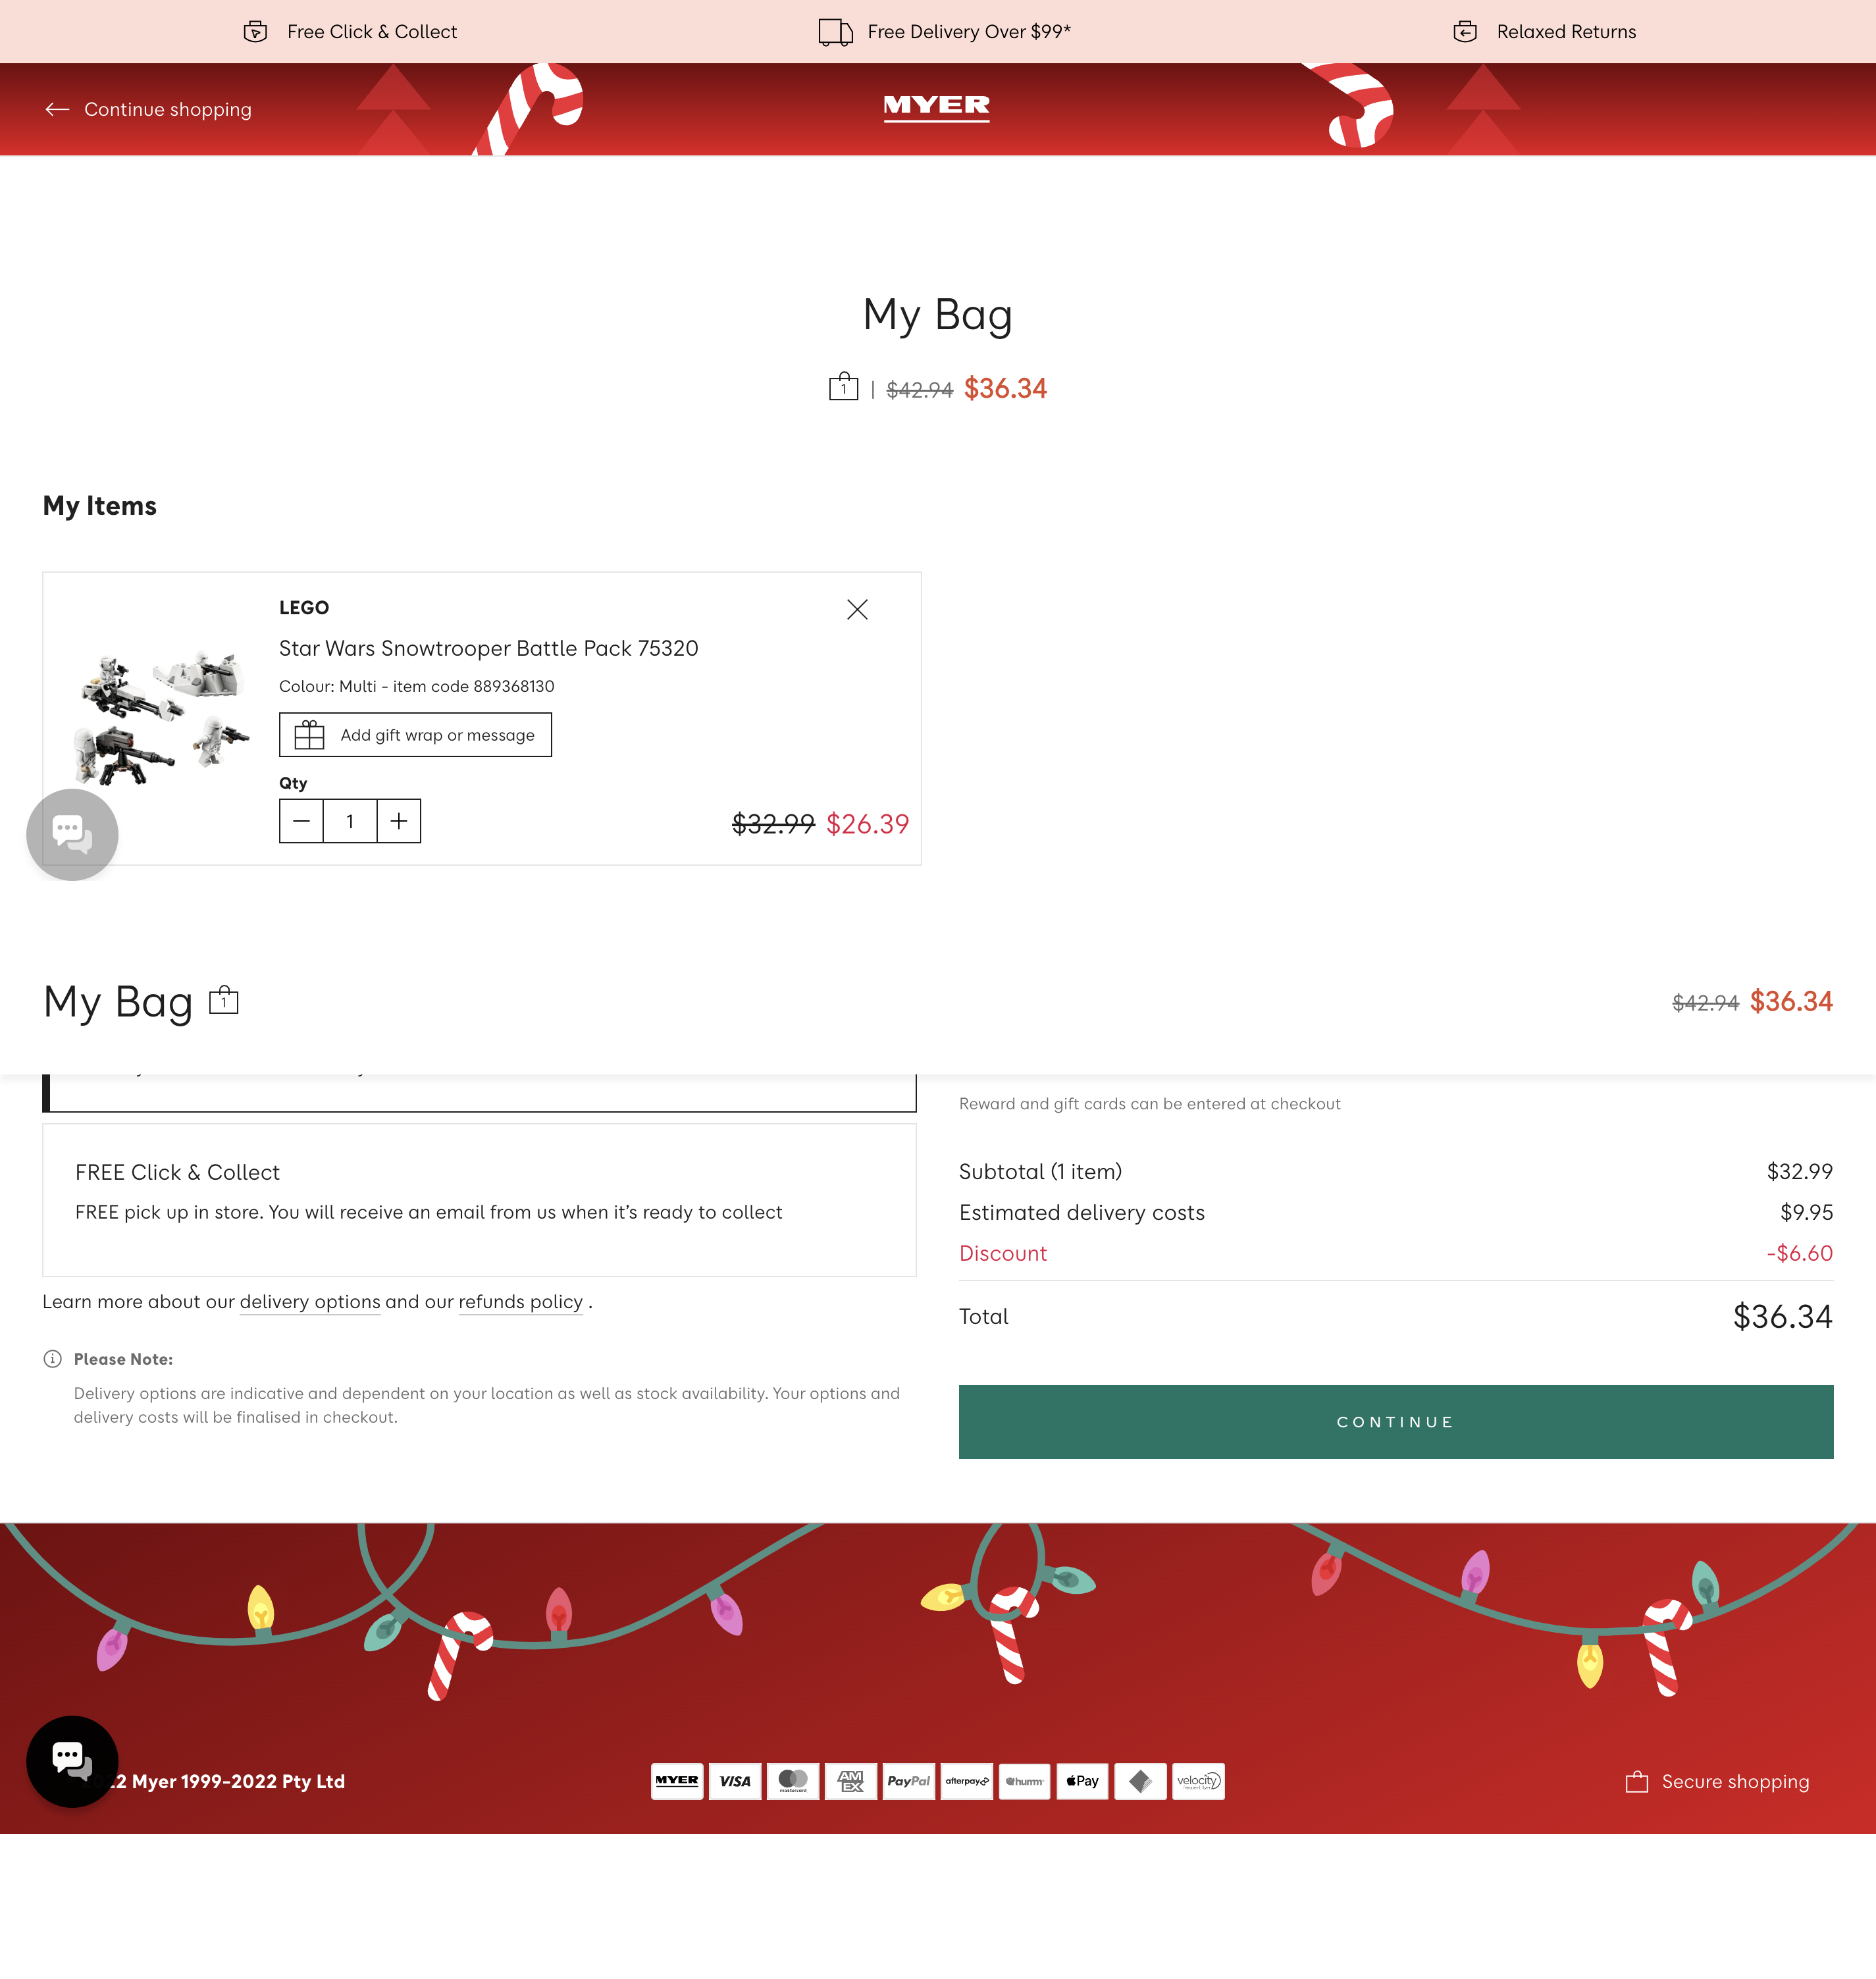 Free Click & Collect
Free Delivery Over $99*
Relaxed Returns
Continue shopping
MYER
My Bag
1 | $42.94 $36.34
My Items
LEGO
Star Wars Snowtrooper Battle Pack 75320
Colour: Multi - item code 889368130
Add gift wrap or message
Qty
1
$32.99 $26.39
My Bag 1
$42.94 $36.34
Reward and gift cards can be entered at checkout
FREE Click & Collect
FREE pick up in store. You will receive an email from us when it's ready to collect
Learn more about our delivery options and our refunds policy .
Please Note:
Delivery options are indicative and dependent on your location as well as stock availability. Your options and
delivery costs will be finalised in checkout.
Subtotal (1 item) $32.99
Estimated delivery costs $9.95
Discount -$6.60
Total $36.34
CONTINUE
Myer 1999-2022 Pty Ltd
MYER VISA mastercard AMEX PayPal afterpay humm Pay velocity
Secure shopping